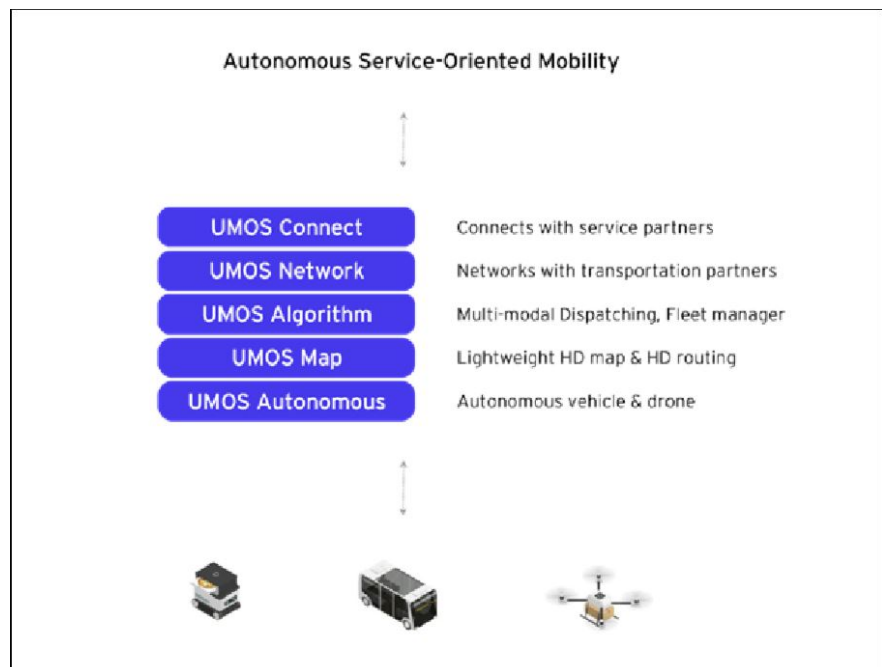 Autonomous Service-Oriented Mobility
UMOS Connect Connects with service partners
UMOS Network Networks with transportation partners
UMOS Algorithm Multi-modal Dispatching, Fleet manager
UMOS Map Lightweight HD map & HD routing
UMOS Autonomous Autonomous vehicle & drone